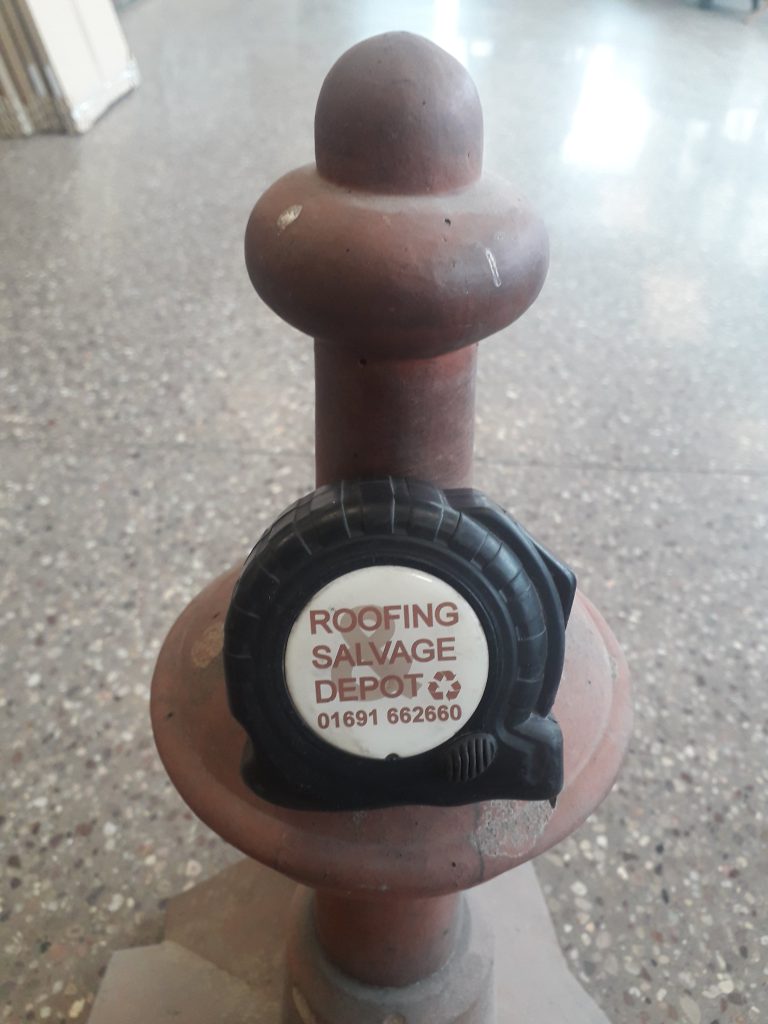 ROOFING
SALVAGE
DEPOT
01691 662660